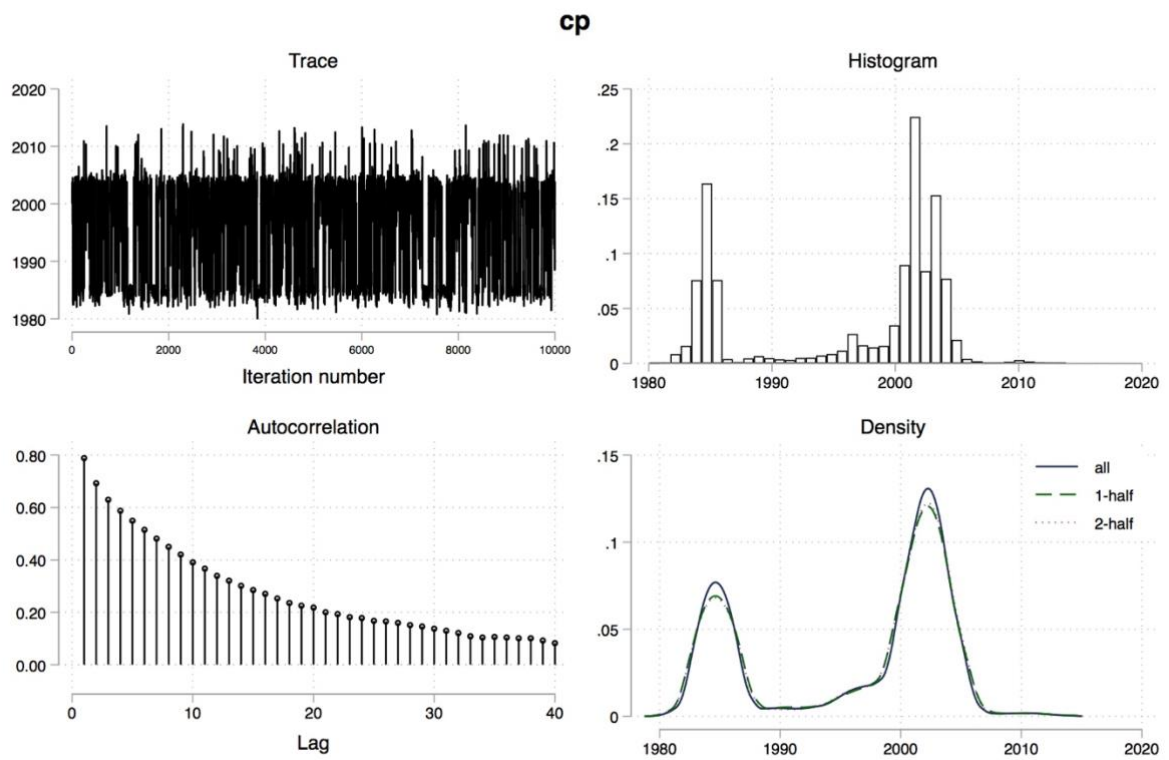 cp
Trace
2020
2010
2000
1990
1980
0 2000 4000 6000 8000 10000
Iteration number
Histogram
.25
.2
.15
.1
.05
0
1980 1990 2000 2010 2020
Autocorrelation
0.80
0.60
0.40
0.20
0.00
0 10 20 30 40
Lag
Density
.15
.1
.05
0
all
1-half
2-half
1980 1990 2000 2010 2020